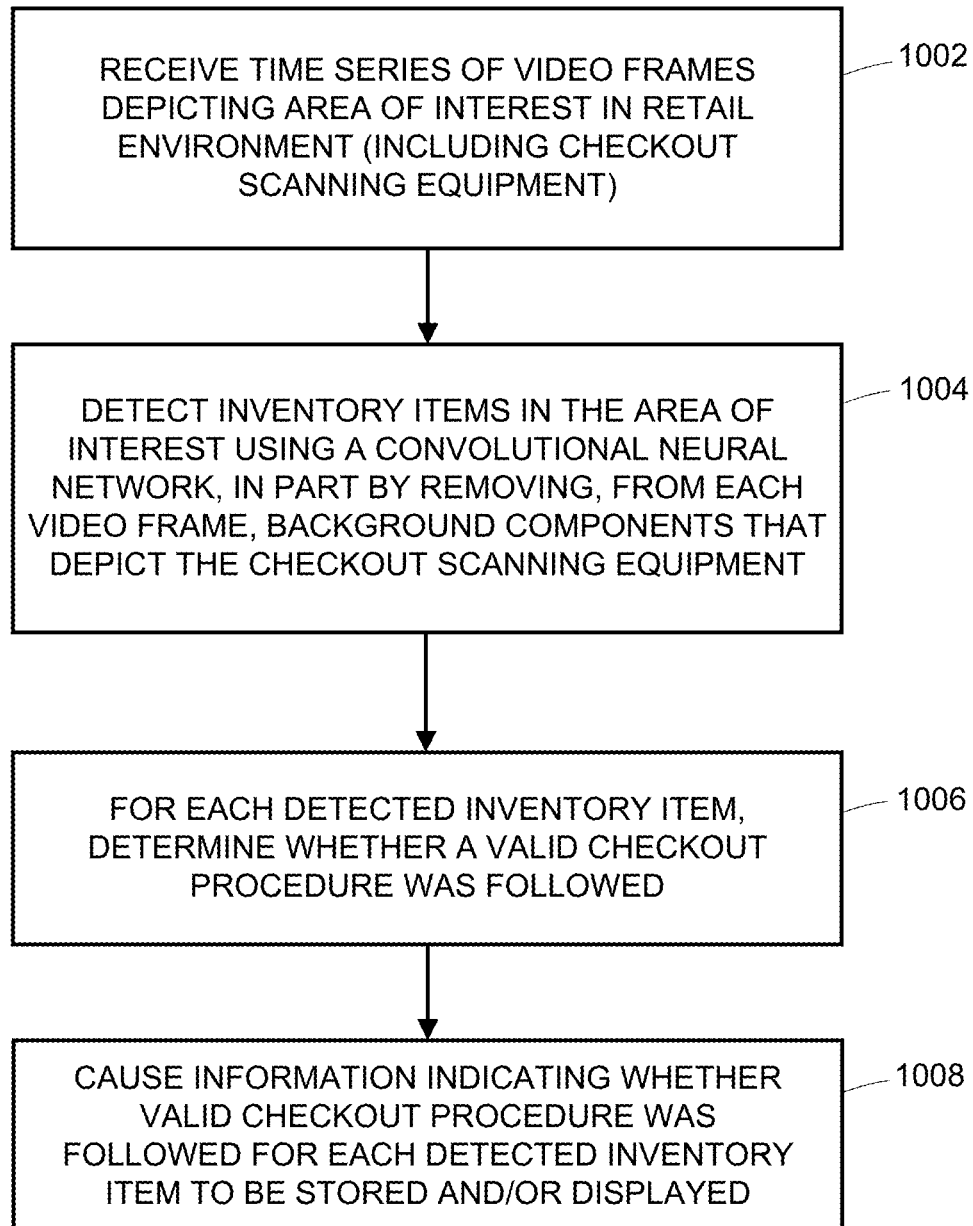 RECEIVE TIME SERIES OF VIDEO FRAMES
DEPICTING AREA OF INTEREST IN RETAIL
ENVIRONMENT (INCLUDING CHECKOUT
SCANNING EQUIPMENT)
1002
DETECT INVENTORY ITEMS IN THE AREA OF
INTEREST USING A CONVOLUTIONAL NEURAL
NETWORK, IN PART BY REMOVING, FROM EACH
VIDEO FRAME, BACKGROUND COMPONENTS THAT
DEPICT THE CHECKOUT SCANNING EQUIPMENT
1004
FOR EACH DETECTED INVENTORY ITEM,
DETERMINE WHETHER A VALID CHECKOUT
PROCEDURE WAS FOLLOWED
1006
CAUSE INFORMATION INDICATING WHETHER
VALID CHECKOUT PROCEDURE WAS
FOLLOWED FOR EACH DETECTED INVENTORY
ITEM TO BE STORED AND/OR DISPLAYED
1008